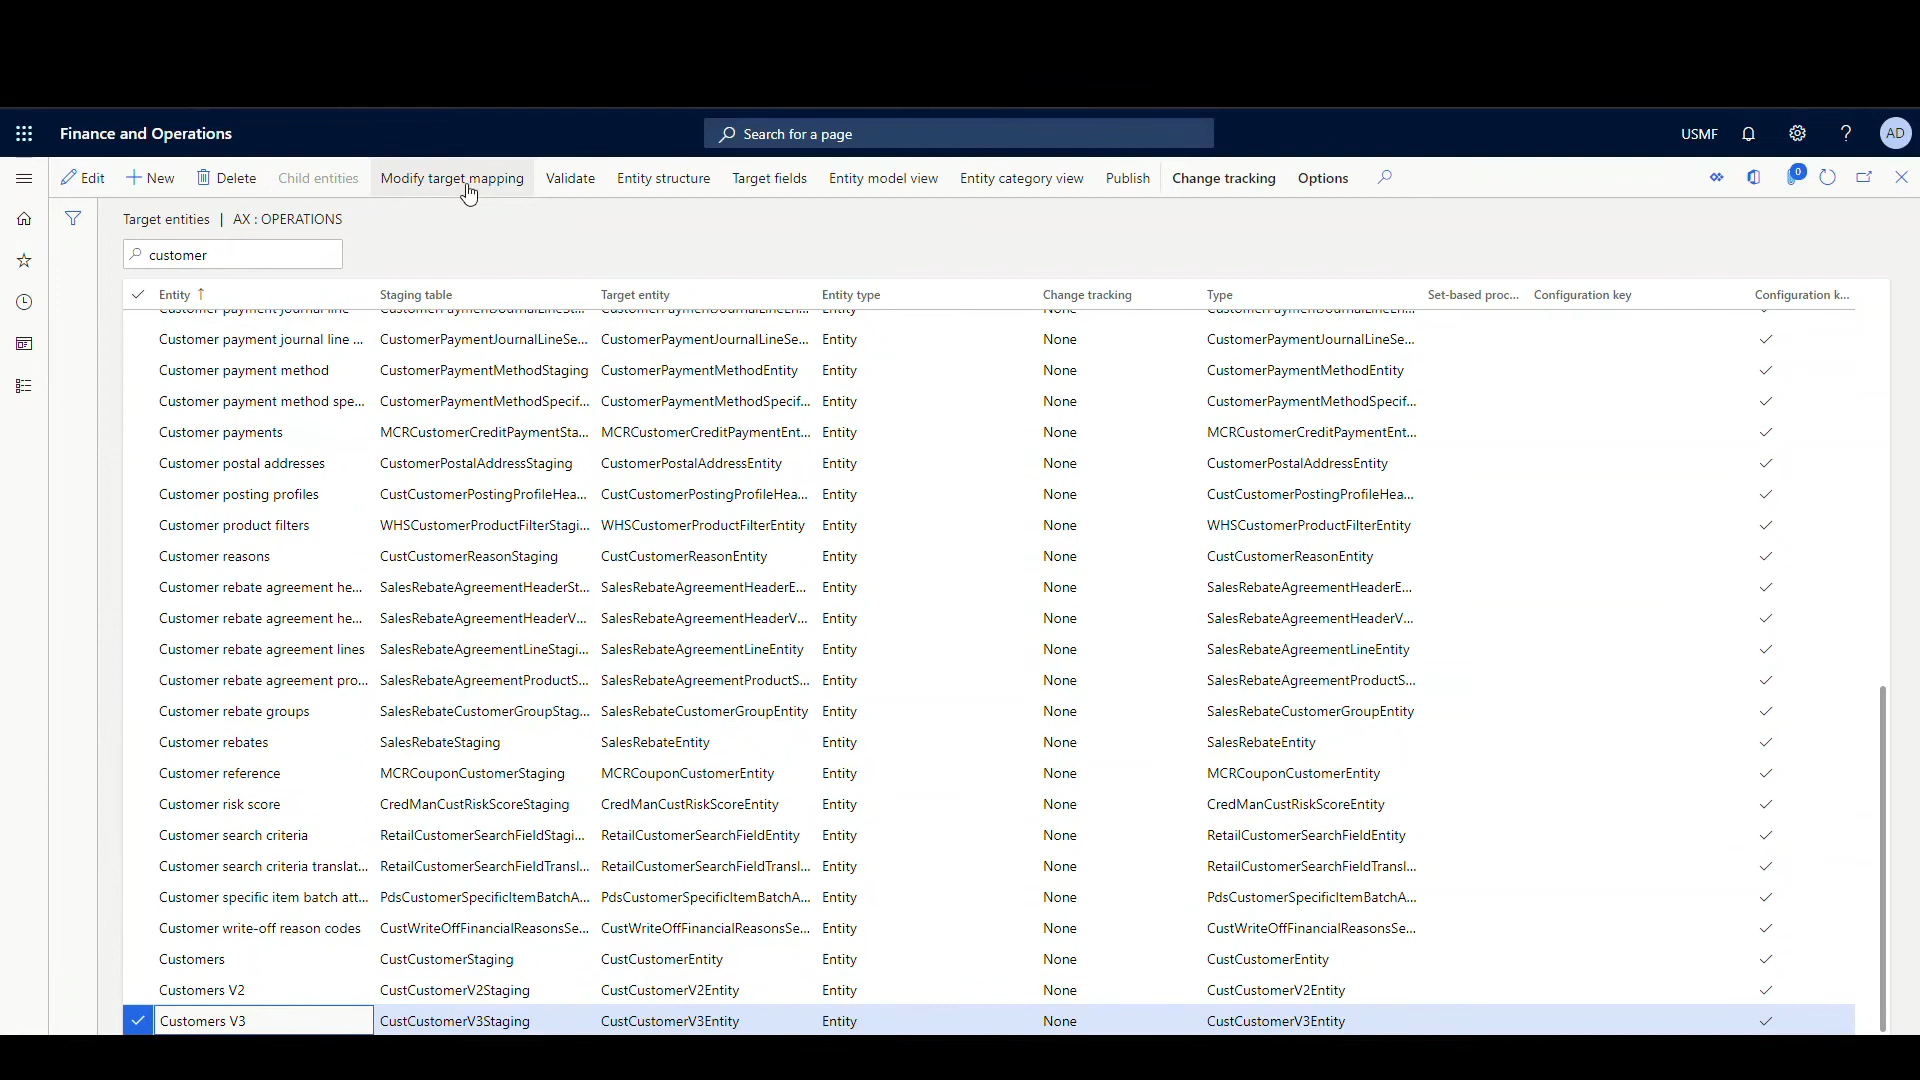 Finance and Operations
Search for a page
USMF
AD
Edit
New
Delete
Child entities
Modify target mapping
Validate
Entity structure
Target fields
Entity model view
Entity category view
Publish
Change tracking
Options
0
Target entities | AX : OPERATIONS
customer
Entity ↑ Staging table Target entity Entity type Change tracking Type Set-based proc... Configuration key Configuration k...
Customer payment journal line ... CustomerPaymentJournalLineSe... CustomerPaymentJournalLineSe... Entity None CustomerPaymentJournalLineSe...
Customer payment method CustomerPaymentMethodStaging CustomerPaymentMethodEntity Entity None CustomerPaymentMethodEntity
Customer payment method spe... CustomerPaymentMethodSpecif... CustomerPaymentMethodSpecif... Entity None CustomerPaymentMethodSpecif...
Customer payments MCRCustomerCreditPaymentSta... MCRCustomerCreditPaymentEnt... Entity None MCRCustomerCreditPaymentEnt...
Customer postal addresses CustomerPostalAddressStaging CustomerPostalAddressEntity Entity None CustomerPostalAddressEntity
Customer posting profiles CustCustomerPostingProfileHea... CustCustomerPostingProfileHea... Entity None CustCustomerPostingProfileHea...
Customer product filters WHSCustomerProductFilterStagi... WHSCustomerProductFilterEntity Entity None WHSCustomerProductFilterEntity
Customer reasons CustCustomerReasonStaging CustCustomerReasonEntity Entity None CustCustomerReasonEntity
Customer rebate agreement he... SalesRebateAgreementHeaderSt... SalesRebateAgreementHeaderE... Entity None SalesRebateAgreementHeaderE...
Customer rebate agreement he... SalesRebateAgreementHeaderV... SalesRebateAgreementHeaderV... Entity None SalesRebateAgreementHeaderV...
Customer rebate agreement lines SalesRebateAgreementLineStagi... SalesRebateAgreementLineEntity Entity None SalesRebateAgreementLineEntity
Customer rebate agreement pro... SalesRebateAgreementProductS... SalesRebateAgreementProductS... Entity None SalesRebateAgreementProductS...
Customer rebate groups SalesRebateCustomerGroupStag... SalesRebateCustomerGroupEntity Entity None SalesRebateCustomerGroupEntity
Customer rebates SalesRebateStaging SalesRebateEntity Entity None SalesRebateEntity
Customer reference MCRCouponCustomerStaging MCRCouponCustomerEntity Entity None MCRCouponCustomerEntity
Customer risk score CredManCustRiskScoreStaging CredManCustRiskScoreEntity Entity None CredManCustRiskScoreEntity
Customer search criteria RetailCustomerSearchFieldStagi... RetailCustomerSearchFieldEntity Entity None RetailCustomerSearchFieldEntity
Customer search criteria translat... RetailCustomerSearchFieldTransl... RetailCustomerSearchFieldTransl... Entity None RetailCustomerSearchFieldTransl...
Customer specific item batch att... PdsCustomerSpecificItemBatchA... PdsCustomerSpecificItemBatchA... Entity None PdsCustomerSpecificItemBatchA...
Customer write-off reason codes CustWriteOffFinancialReasonsSe... CustWriteOffFinancialReasonsSe... Entity None CustWriteOffFinancialReasonsSe...
Customers CustCustomerStaging CustCustomerEntity Entity None CustCustomerEntity
Customers V2 CustCustomerV2Staging CustCustomerV2Entity Entity None CustCustomerV2Entity
Customers V3 CustCustomerV3Staging CustCustomerV3Entity Entity None CustCustomerV3Entity